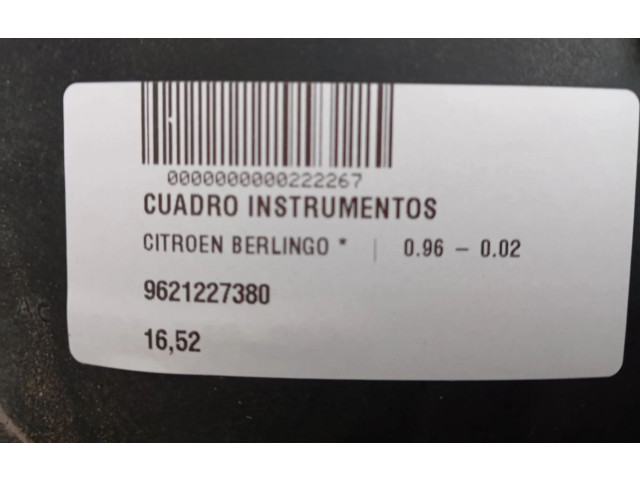 0000000000222267
CUADRO INSTRUMENTOS
CITROEN BERLINGO * | 0.96 – 0.02
9621227380
16,52